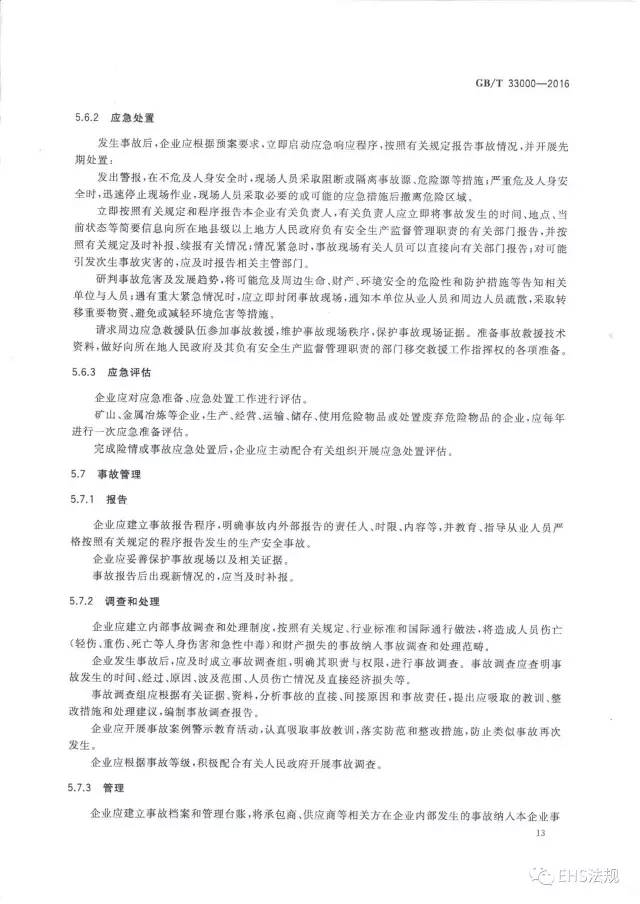 GB/T 33000—2016
5.6.2 应急处置
发生事故后,企业应根据预案要求,立即启动应急响应程序,按照有关规定报告事故情况,并开展先
期处置:
发出警报,在不危及人身安全时,现场人员采取阻断或隔离事故源、危险源等措施;严重危及人身安
全时,迅速停止现场作业,现场人员采取必要的或可能的应急措施后撤离危险区域。
立即按照有关规定和程序报告本企业有关负责人,有关负责人应立即将事故发生的时间、地点、当
前状态等简要信息向所在地县级以上地方人民政府负有安全生产监督管理职责的有关部门报告,并按
照有关规定及时补报、续报有关情况;情况紧急时,事故现场有关人员可以直接向有关部门报告;对可能
引发次生事故灾害的,应及时报告相关主管部门。
研判事故危害及发展趋势,将可能危及周边生命、财产、环境安全的危险性和防护措施等告知相关
单位与人员;遇有重大紧急情况时,应立即封闭事故现场,通知本单位从业人员和周边人员疏散,采取转
移重要物资、避免或减轻环境危害等措施。
请求周边应急救援队伍参加事故救援,维护事故现场秩序,保护事故现场证据。准备事故救援技术
资料,做好向所在地人民政府及其负有安全生产监督管理职责的部门移交救援工作指挥权的各项准备。
5.6.3 应急评估
企业应对应急准备、应急处置工作进行评估。
矿山、金属冶炼等企业,生产、经营、运输、储存、使用危险物品或处置废弃危险物品的企业,应每年
进行一次应急准备评估。
完成险情或事故应急处置后,企业应主动配合有关组织开展应急处置评估。
5.7 事故管理
5.7.1 报告
企业应建立事故报告程序,明确事故内外部报告的责任人、时限、内容等,并教育、指导从业人员严
格按照有关规定的程序报告发生的生产安全事故。
企业应妥善保护事故现场以及相关证据。
事故报告后出现新情况的,应当及时补报。
5.7.2 调查和处理
企业应建立内部事故调查和处理制度,按照有关规定、行业标准和国际通行做法,将造成人员伤亡
(轻伤、重伤、死亡等人身伤害和急性中毒)和财产损失的事故纳入事故调查和处理范畴。
企业发生事故后,应及时成立事故调查组,明确其职责与权限,进行事故调查。事故调查应查明事
故发生的时间、经过、原因、波及范围、人员伤亡情况及直接经济损失等。
事故调查组应根据有关证据、资料,分析事故的直接、间接原因和事故责任,提出应吸取的教训、整
改措施和处理建议,编制事故调查报告。
企业应开展事故案例警示教育活动,认真吸取事故教训,落实防范和整改措施,防止类似事故再次
发生。
企业应根据事故等级,积极配合有关人民政府开展事故调查。
5.7.3 管理
企业应建立事故档案和管理台账,将承包商、供应商等相关方在企业内部发生的事故纳入本企业事
13
EHS法规